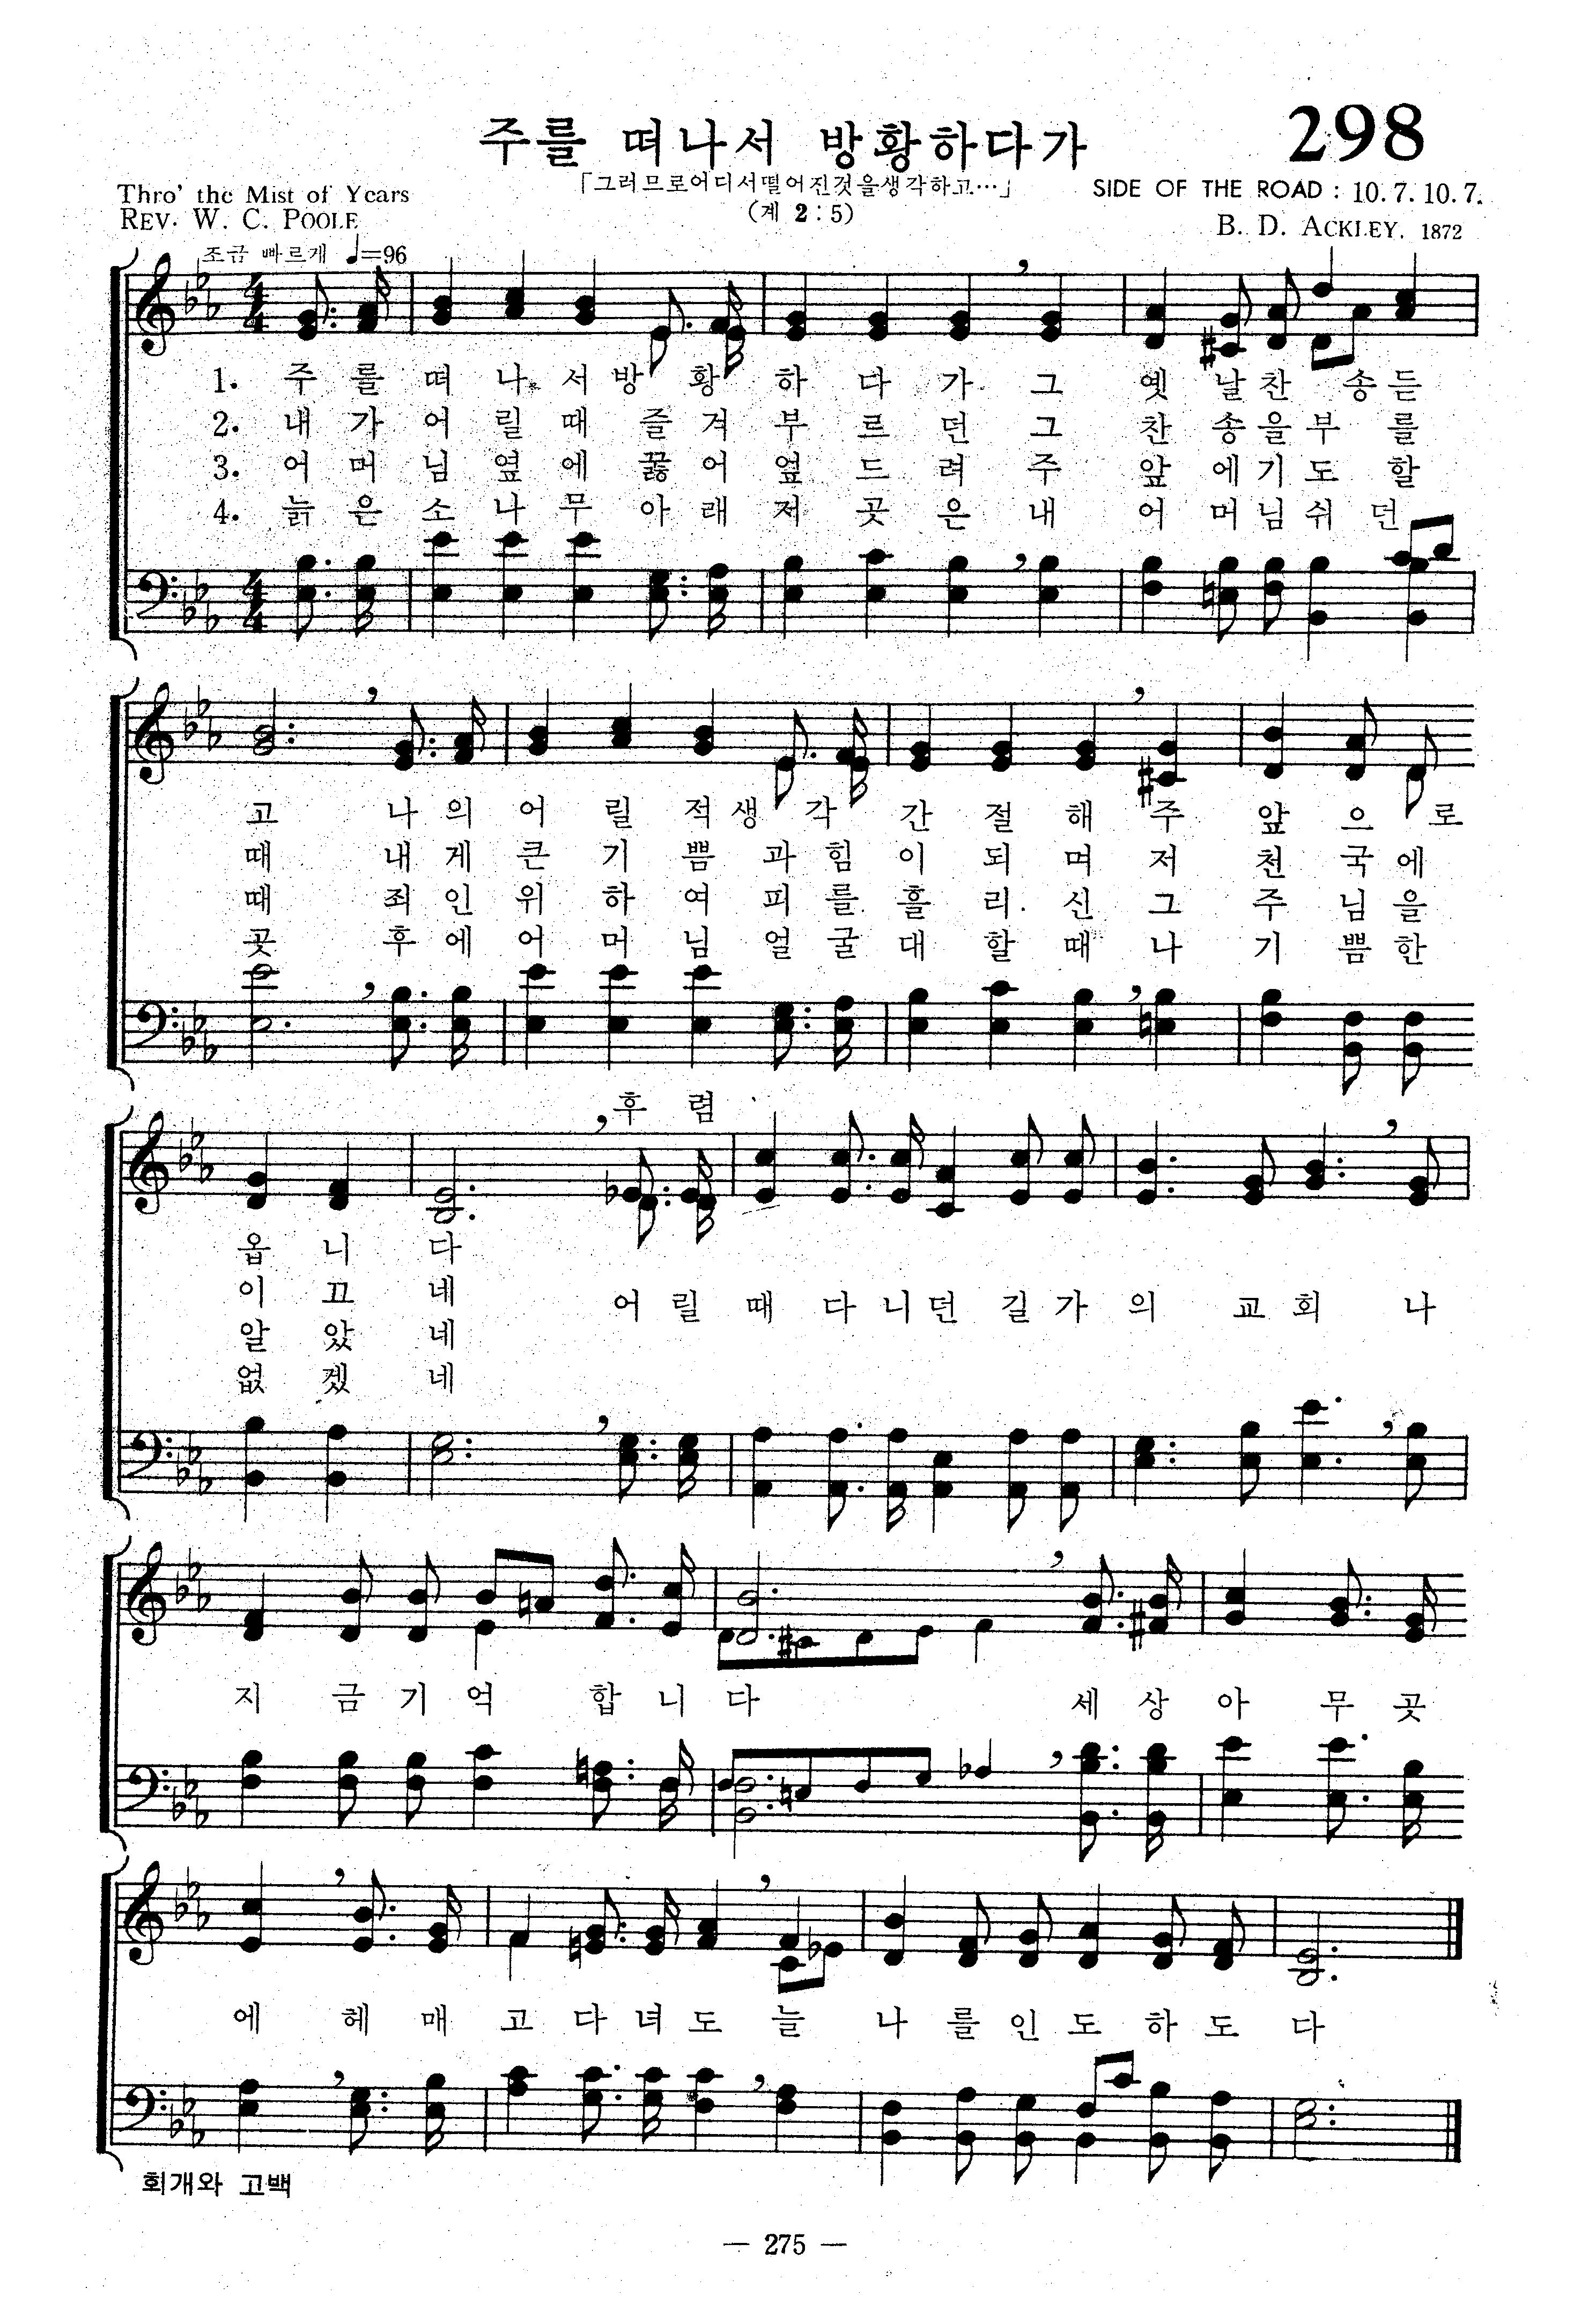 298
주를 떠나서 방황하다가
「그러므로어디서떨어진것을생각하고…」
(계 2 : 5)
Thro' the Mist of Years
REV. W. C. POOLE
SIDE OF THE ROAD : 10. 7. 10. 7.
B. D. ACKLEY. 1872
조금 빠르게 ♩=96
1. 주 를 떠 나 서 방 황 하 다 가 그 옛 날 찬 송 듣
2. 내 가 어 릴 때 즐 겨 부 르 던 그 찬 송 을 부 를
3. 어 머 님 옆 에 꿇 어 엎 드 려 주 앞 에 기 도 할
4. 늙 은 소 나 무 아 래 저 곳 은 내 어 머 님 쉬 던
고 나 의 어 릴 적 생 각 간 절 해 주 앞 으 로
때 내 게 큰 기 쁨 과 힘 이 되 며 저 천 국 에
때 죄 인 위 하 여 피 를 흘 리 신 그 주 님 을
곳 후 에 어 머 님 얼 굴 대 할 때 나 기 쁨 한
후 렴
옵 니 다
이 끄 네
알 았 네
없 겠 네
어 릴 때 다 니 던 길 가 의 교 회 나
지 금 기 억 합 니 다 세 상 아 무 곳
에 헤 매 고 다 녀 도 늘 나 를 인 도 하 도 다
회개와 고백
— 275 —